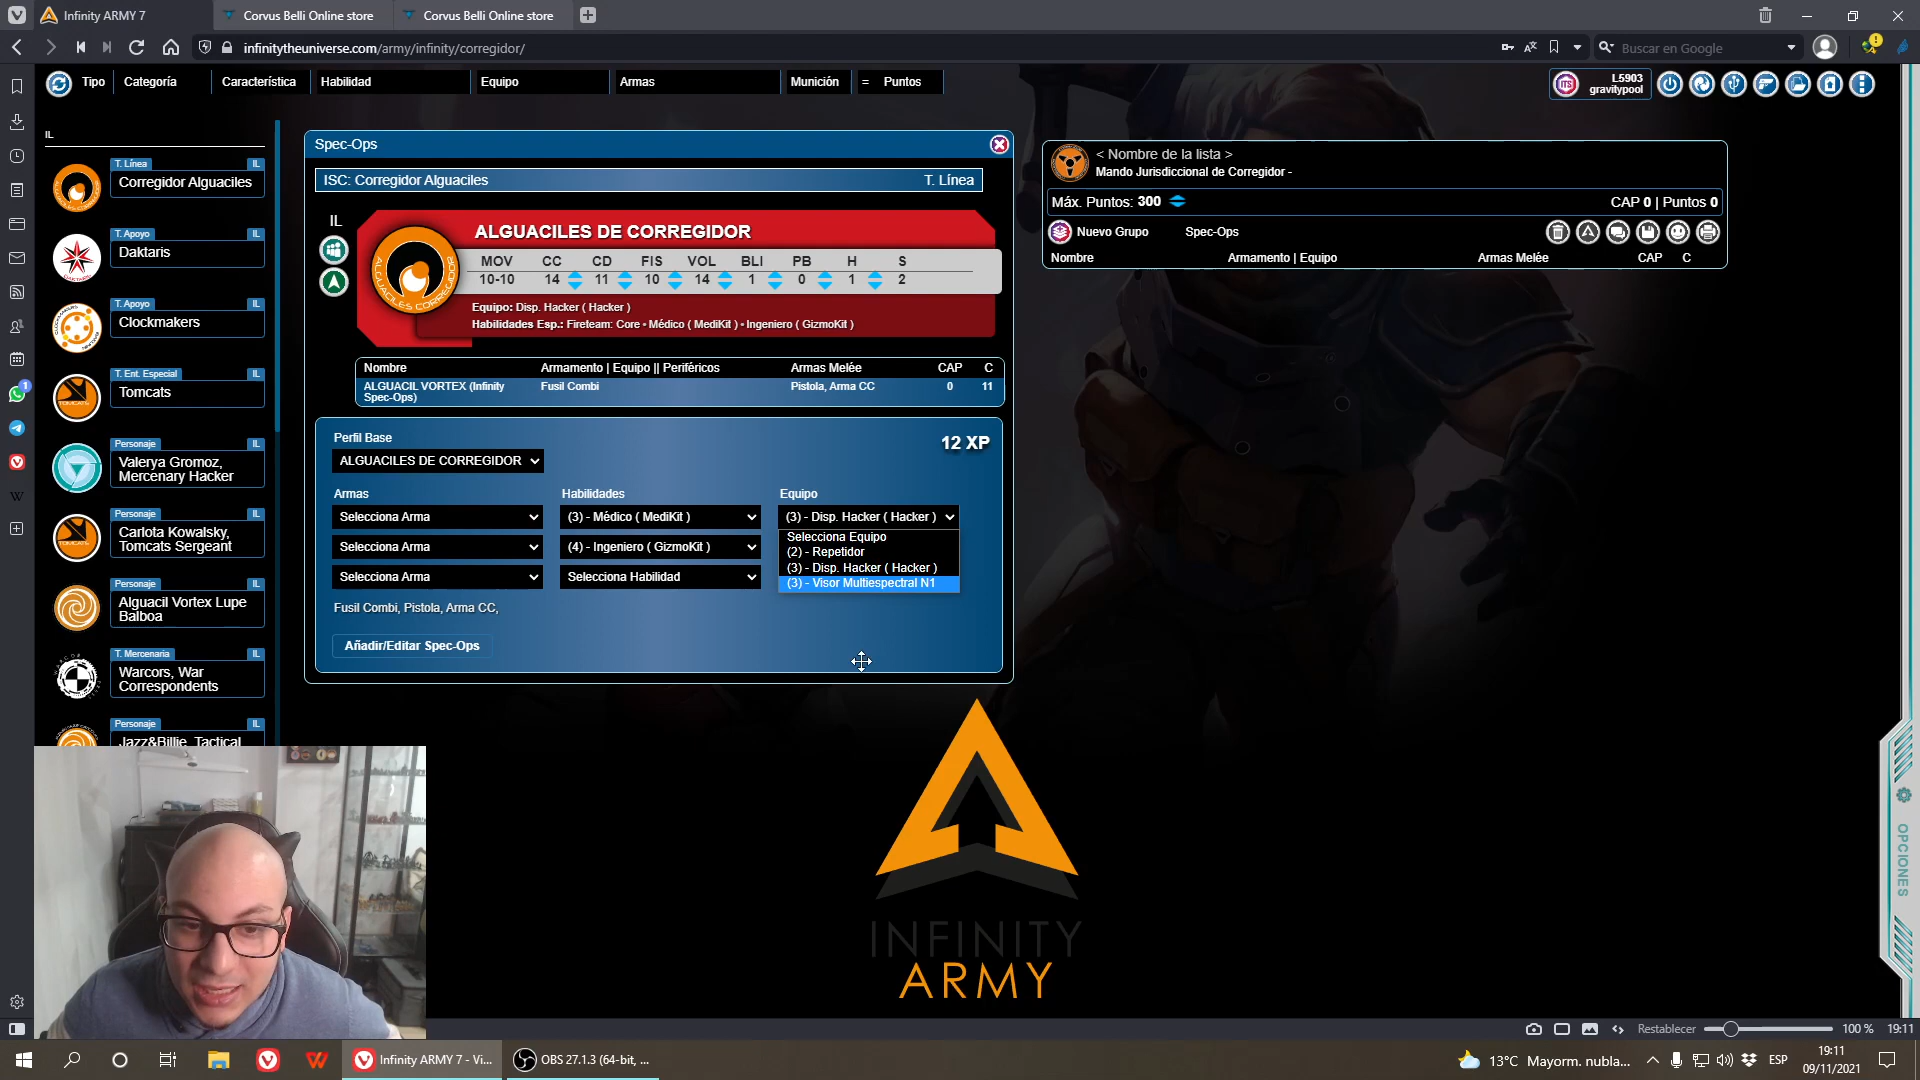 Infinity ARMY 7
Corvus Belli Online store
Corvus Belli Online store
infinitytheuniverse.com/army/infinity/corregidor/
Buscar en Google
Tipo
Categoría
Característica
Habilidad
Equipo
Armas
Munición
=
Puntos
ITS
L5903
gravitypool
IL
T. Línea IL
Corregidor Alguaciles
T. Apoyo IL
Daktaris
T. Apoyo IL
Clockmakers
T. Ent. Especial IL
Tomcats
Personaje IL
Valerya Gromoz,
Mercenary Hacker
Personaje IL
Carlota Kowalsky,
Tomcats Sergeant
Personaje IL
Alguacil Vortex Lupe
Balboa
T. Mercenaria IL
Warcors, War
Correspondents
Personaje IL
Jazz&Billie, Tactical
Spec-Ops
ISC: Corregidor Alguaciles T. Línea
IL
ALGUACILES DE CORREGIDOR
MOV CC CD FIS VOL BLI PB H S
10-10 14 11 10 14 1 0 1 2
Equipo: Disp. Hacker ( Hacker )
Habilidades Esp.: Fireteam: Core • Médico ( MediKit ) • Ingeniero ( GizmoKit )
Nombre Armamento | Equipo || Periféricos Armas Melée CAP C
ALGUACIL VORTEX (Infinity Fusil Combi Pistola, Arma CC 0 11
Spec-Ops)
Perfil Base
12 XP
ALGUACILES DE CORREGIDOR
Armas Habilidades Equipo
Selecciona Arma (3) - Médico ( MediKit ) (3) - Disp. Hacker ( Hacker )
Selecciona Equipo
Selecciona Arma (4) - Ingeniero ( GizmoKit ) (2) - Repetidor
(3) - Disp. Hacker ( Hacker )
Selecciona Arma Selecciona Habilidad (3) - Visor Multiespectral N1
Fusil Combi, Pistola, Arma CC,
Añadir/Editar Spec-Ops
< Nombre de la lista >
Mando Jurisdiccional de Corregidor -
Máx. Puntos: 300 CAP 0 | Puntos 0
Nuevo Grupo Spec-Ops
Nombre Armamento | Equipo Armas Melée CAP C
INFINITY
ARMY
OPCIONES
Restablecer 100 % 19:11
Infinity ARMY 7 - Vi...
OBS 27.1.3 (64-bit, ...
13°C Mayorm. nubla...
ESP
19:11
09/11/2021